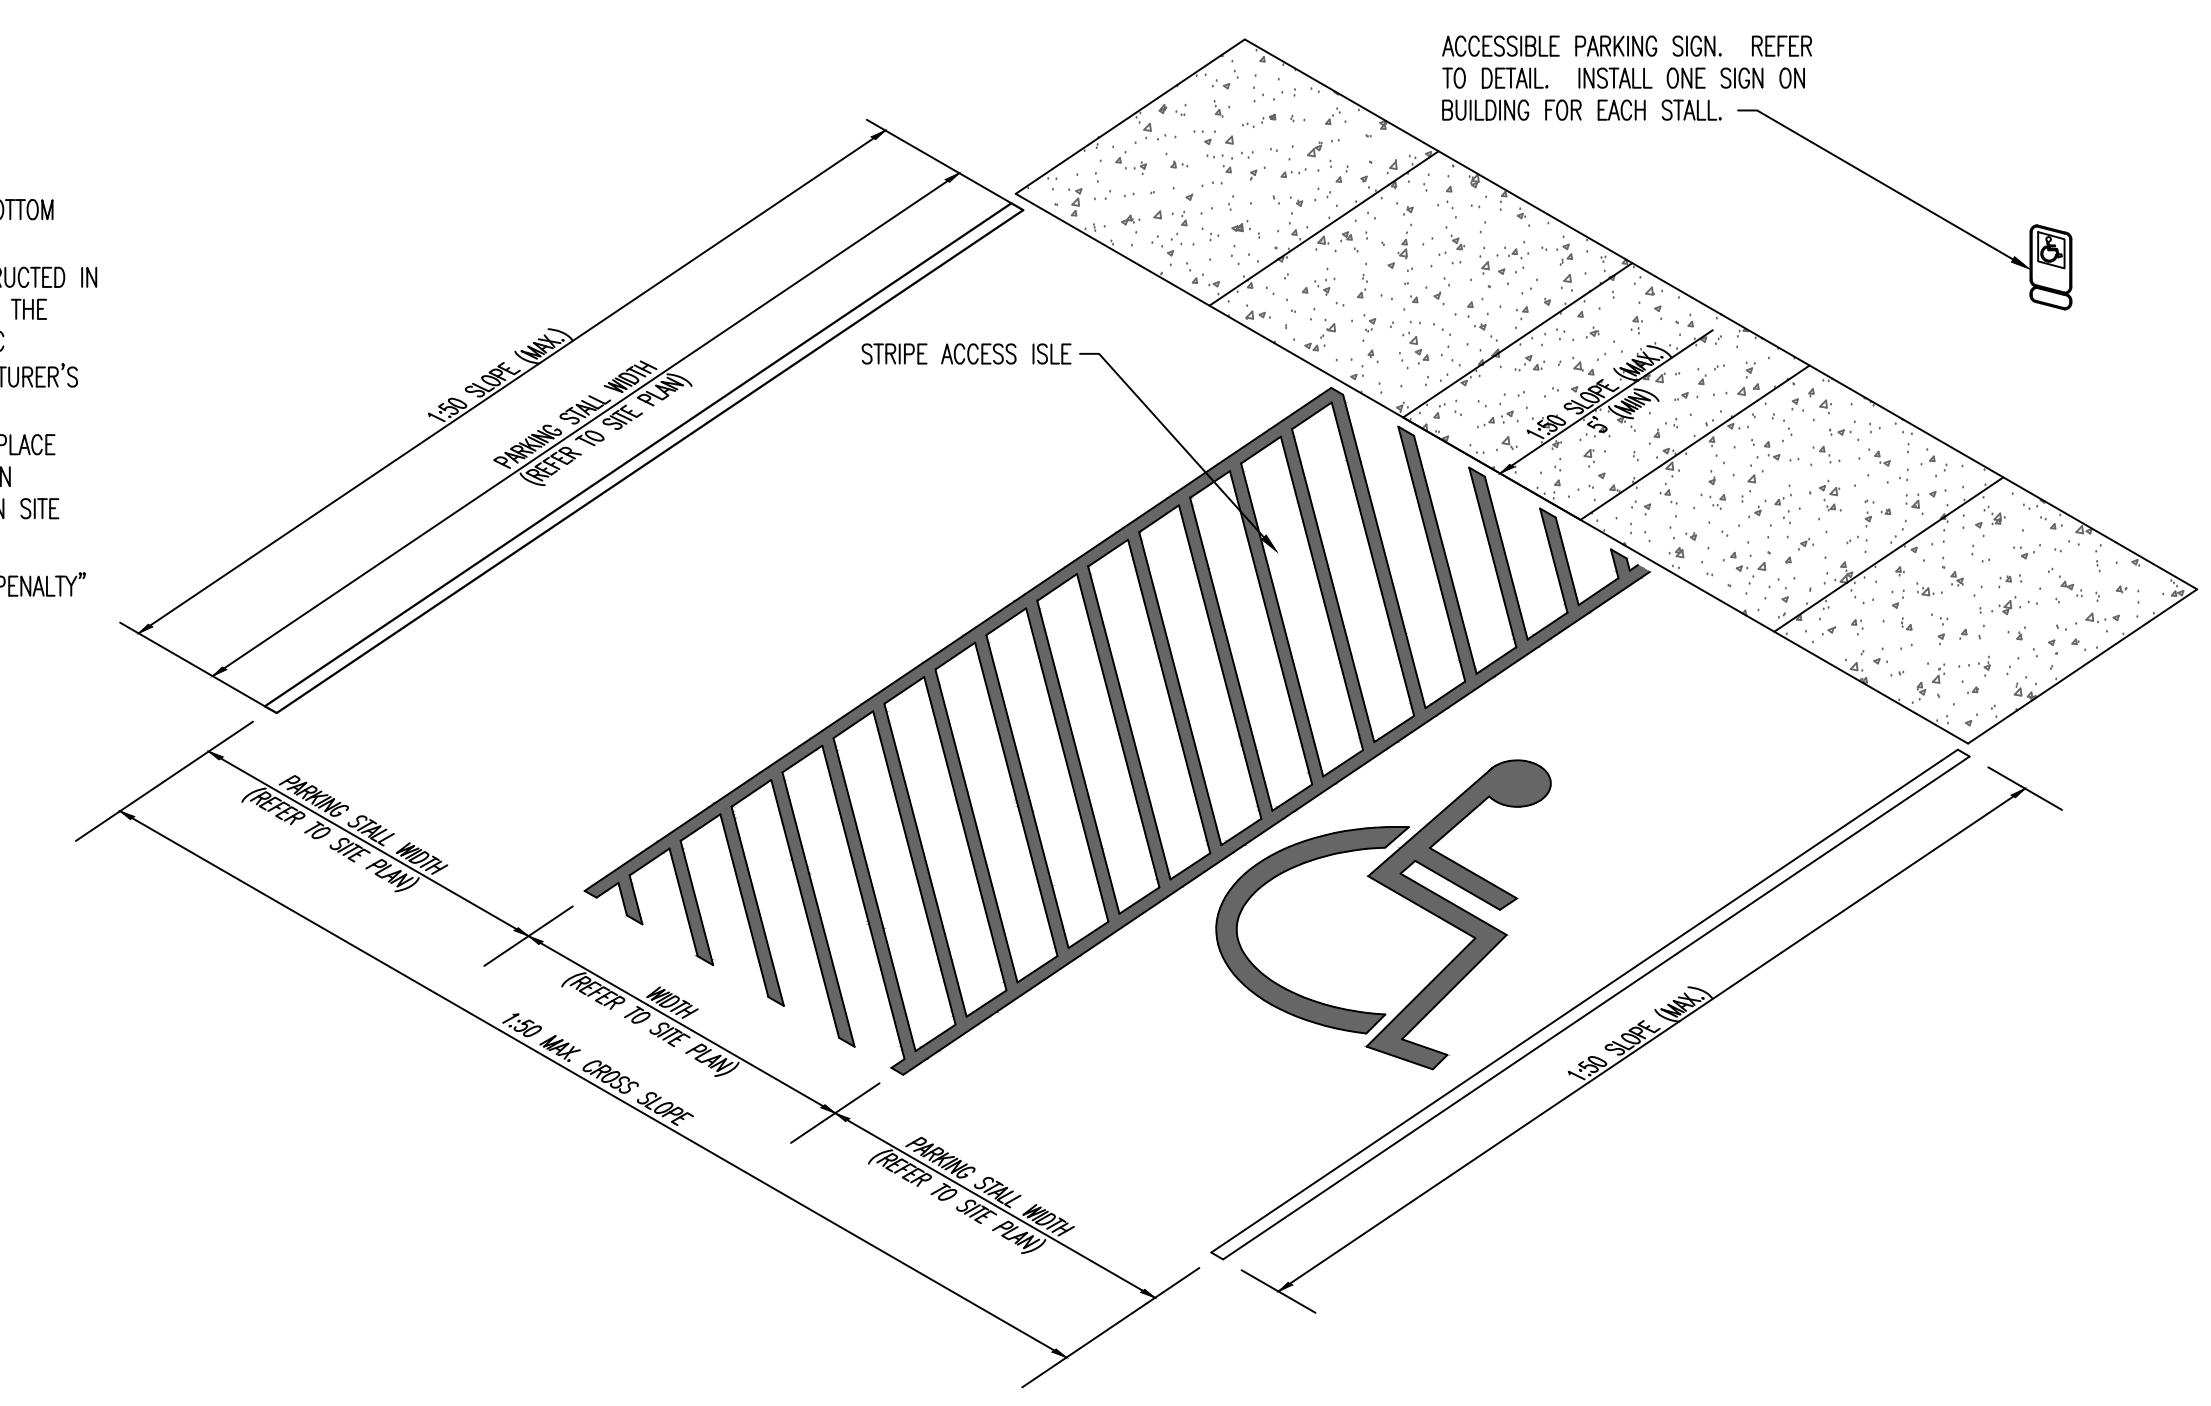 ACCESSIBLE PARKING SIGN. REFER
TO DETAIL. INSTALL ONE SIGN ON
BUILDING FOR EACH STALL.
OTTOM
RUCTED IN
THE
C
TURER'S
PLACE
N
N SITE
PENALTY"
1:50 SLOPE (MAX.)
PARKING STALL WIDTH
(REFER TO SITE PLAN)
STRIPE ACCESS ISLE
1:50 SLOPE (MAX.)
5' (MIN)
PARKING STALL WIDTH
(REFER TO SITE PLAN)
WIDTH
(REFER TO SITE PLAN)
1:50 MAX. CROSS SLOPE
PARKING STALL WIDTH
(REFER TO SITE PLAN)
1:50 SLOPE (MAX.)